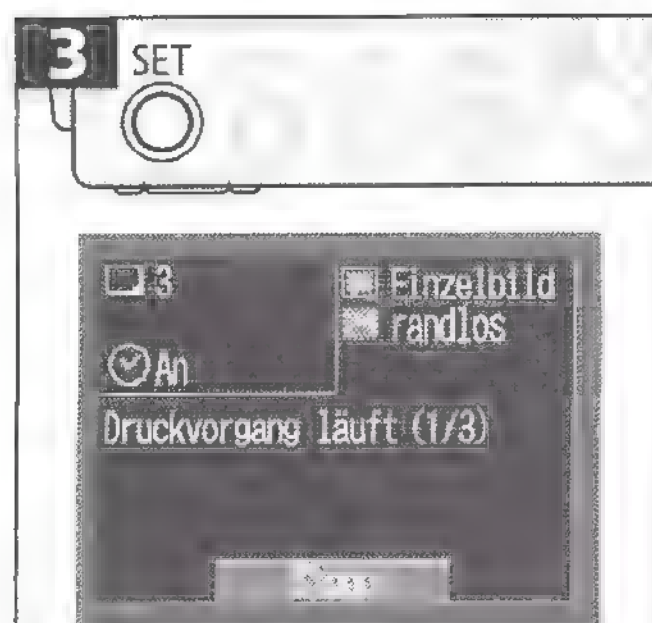 3
SET
3
Einzelbild
randlos
An
Druckvorgang läuft (1/3)